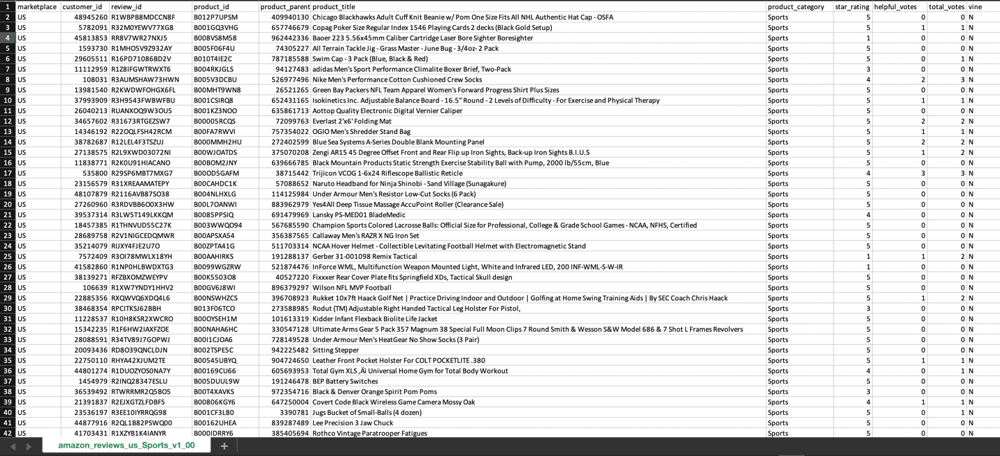 1 marketplace customer_id review_id product_id product_parent product_title product_category star_rating helpful_votes total_votes vine
2 US 48945260 R1WBPB8MDCCN8F B012P7UPSM 409940130 Chicago Blackhawks Adult Cuff Knit Beanie w/ Pom One Size Fits All NHL Authentic Hat Cap - OSFA Sports 5 0 0 N
3 US 5782091 R32M0YEWV77XG8 B001GQ3VHG 657746679 Copag Poker Size Regular Index 1546 Playing Cards 2 decks (Black Gold Setup) Sports 5 1 1 N
4 US 45813853 RR8V7WR27NXJ5 B008VS8M58 962442336 Baoer 223 5.56x45mm Caliber Cartridge Laser Bore Sighter Boresighter Sports 1 0 0 N
5 US 1593730 R1MHO5V9Z932AY B005F06F4U 74305227 All Terrain Tackle Jig - Grass Master - June Bug - 3/4oz- 2 Pack Sports 5 0 0 N
6 US 29605511 R16PD71086BD2V B010T4IE2C 787185588 Swim Cap - 3 Pack (Blue, Black & Red) Sports 5 0 1 N
7 US 11112959 R1Z8IFGWTRWXT6 B004RKJGLS 94127483 adidas Men's Sport Performance Climalite Boxer Brief, Two-Pack Sports 3 0 0 N
8 US 108031 R3AUMSHAW73HWN B005V3DCBU 526977496 Nike Men's Performance Cotton Cushioned Crew Socks Sports 4 2 3 N
9 US 13981540 R2KWDWFOHGX6FL B00MHT9WN8 26521265 Green Bay Packers NFL Team Apparel Women's Forward Progress Shirt Plus Sizes Sports 5 0 0 N
10 US 37993909 R3H9543FWBWFBU B001CSIRQ8 652431165 Isokinetics Inc. Adjustable Balance Board - 16.5" Round - 2 Levels of Difficulty - For Exercise and Physical Therapy Sports 5 1 1 N
11 US 26040213 RUANXOQ9W3OU5 B001KZ3NOO 635861713 Aottop Quality Electronic Digital Vernier Caliper Sports 5 0 0 N
12 US 34657602 R31673RTGEZSW7 B00005RCQS 72099763 Everlast 2'x6' Folding Mat Sports 5 2 2 N
13 US 14346192 R22OQLFSH42RCM B00FA7RWVI 757354022 OGIO Men's Shredder Stand Bag Sports 5 1 1 N
14 US 38782687 R12LEL4F3TSZUJ B000MMH2HU 272402599 Blue Sea Systems A-Series Double Blank Mounting Panel Sports 5 2 2 N
15 US 27138575 R2L9XWD03072NI B00WJOATDS 375070208 Zengi AR15 45 Degree Offset Front and Rear Flip up Iron Sights, Back-up Iron Sights B.I.U.S Sports 5 1 2 N
16 US 11838771 R2K0U91HIACANO B00BOM2JNY 639666785 Black Mountain Products Static Strength Exercise Stability Ball with Pump, 2000 lb/55cm, Blue Sports 5 0 0 N
17 US 535800 R29SP6MBT7MXG7 B00OD5GAFM 38715442 Trijicon VCOG 1-6x24 Riflescope Ballistic Reticle Sports 4 3 3 N
18 US 23156579 R31XREAAMATEPY B00CAHDC1K 57088652 Naruto Headband for Ninja Shinobi - Sand Village (Sunagakure) Sports 5 0 0 N
19 US 48107879 R2116AVB87SO38 B004NLHXLG 114125984 Under Armour Men's Resistor Low-Cut Socks (6 Pack) Sports 5 0 0 N
20 US 27260960 R3RDVBB6O0X3HW B00L7OANWI 883962979 Yes4All Deep Tissue Massage AccuPoint Roller (Clearance Sale) Sports 5 0 0 N
21 US 39537314 R3LW5T149LKKQM B0085PPSIQ 691479969 Lansky PS-MED01 BladeMedic Sports 4 0 0 N
22 US 18457385 R1THNVUD55C27K B003WWQO94 567685590 Champion Sports Colored Lacrosse Balls: Official Size for Professional, College & Grade School Games - NCAA, NFHS, Certified Sports 5 0 0 N
23 US 28689758 R2V1NIGCEDQMWR B00APSXA54 356387565 Callaway Men's RAZR X NG Iron Set Sports 5 0 0 N
24 US 35214079 RIJXY4FJE2U7O B00ZPTA41G 511703314 NCAA Hover Helmet - Collectible Levitating Football Helmet with Electromagnetic Stand Sports 5 0 0 N
25 US 7572409 R3OI78MWLX18YH B00AAHIRKS 191288137 Gerber 31-001098 Remix Tactical Sports 1 1 2 N
26 US 41582860 R1NP0HLBWDXTG3 B0099WGZRW 521874476 InForce WML, Multifunction Weapon Mounted Light, White and Infrared LED, 200 INF-WML-S-W-IR Sports 1 0 0 N
27 US 38139271 RFZBXOMZWEYPV B00K5503O8 40527220 Fixxxer Rear Cover Plate fits Springfield XDs, Tactical Skull design Sports 5 0 0 N
28 US 106639 R1XW7YNDY1HHV2 B00GV6J8WI 896379297 Wilson NFL MVP Football Sports 5 0 0 N
29 US 22885356 RXQWVQ6XDQ4L6 B00NSWHZCS 396708923 Rukket 10x7ft Haack Golf Net | Practice Driving Indoor and Outdoor | Golfing at Home Swing Training Aids | By SEC Coach Chris Haack Sports 5 1 2 N
30 US 38468354 RPCITKSJ62BBH B013F06TCO 273588985 Rodut (TM) Adjustable Right Handed Tactical Leg Holster For Pistol, Sports 3 0 0 N
31 US 11228537 R10H8KSR2XWCRO B00OYSEH1M 101613319 Kidder Infant Flexback Biolite Life Jacket Sports 5 0 0 N
32 US 15342235 R1F6HW2IAXFZOE B00NAHA6HC 330547128 Ultimate Arms Gear 5 Pack 357 Magnum 38 Special Full Moon Clips 7 Round Smith & Wesson S&W Model 686 & 7 Shot L Frames Revolvers Sports 5 0 0 N
33 US 28088591 R34TV89J7GOPWJ B00I1CJOA6 728149528 Under Armour Men's HeatGear No Show Socks (3 Pair) Sports 5 0 0 N
34 US 20093436 RD8O39QNCLDJN B002TSPE5C 942225482 Sitting Stepper Sports 5 0 0 N
35 US 22750110 RHYA42XJUM2TE B00545UBYQ 904724650 Leather Front Pocket Holster For COLT POCKETLITE .380 Sports 5 1 1 N
36 US 44801274 R1DUOZYOS0NA7Y B00169CU66 605693953 Total Gym XLS ‚Äì Universal Home Gym for Total Body Workout Sports 4 0 0 N
37 US 1454979 R2INQ28347ESLU B005DUUL9W 191246478 BEP Battery Switches Sports 5 0 0 N
38 US 36539492 RTWRRMR2Q5BO5 B00T4XAVKS 972354716 Black & Denver Orange Spirit Pom Poms Sports 3 0 0 N
39 US 21391837 R2EJXGTZLFDBFS B00806KGY6 647250004 Covert Code Black Wireless Game Camera Mossy Oak Sports 4 1 1 N
40 US 23536197 R3EE10IYRRQG98 B001CF3L80 3390781 Jugs Bucket of Small-Balls (4 dozen) Sports 5 0 1 N
41 US 44877916 R2QL1B82PSWQ00 B00162UHEA 839287489 Lee Precision 3 Jaw Chuck Sports 5 0 0 N
42 US 41703431 R1XZYB1K4IANYR B000IDRRY6 385405694 Rothco Vintage Paratrooper Fatigues Sports 5 0 0 N
amazon_reviews_us_Sports_v1_00 +